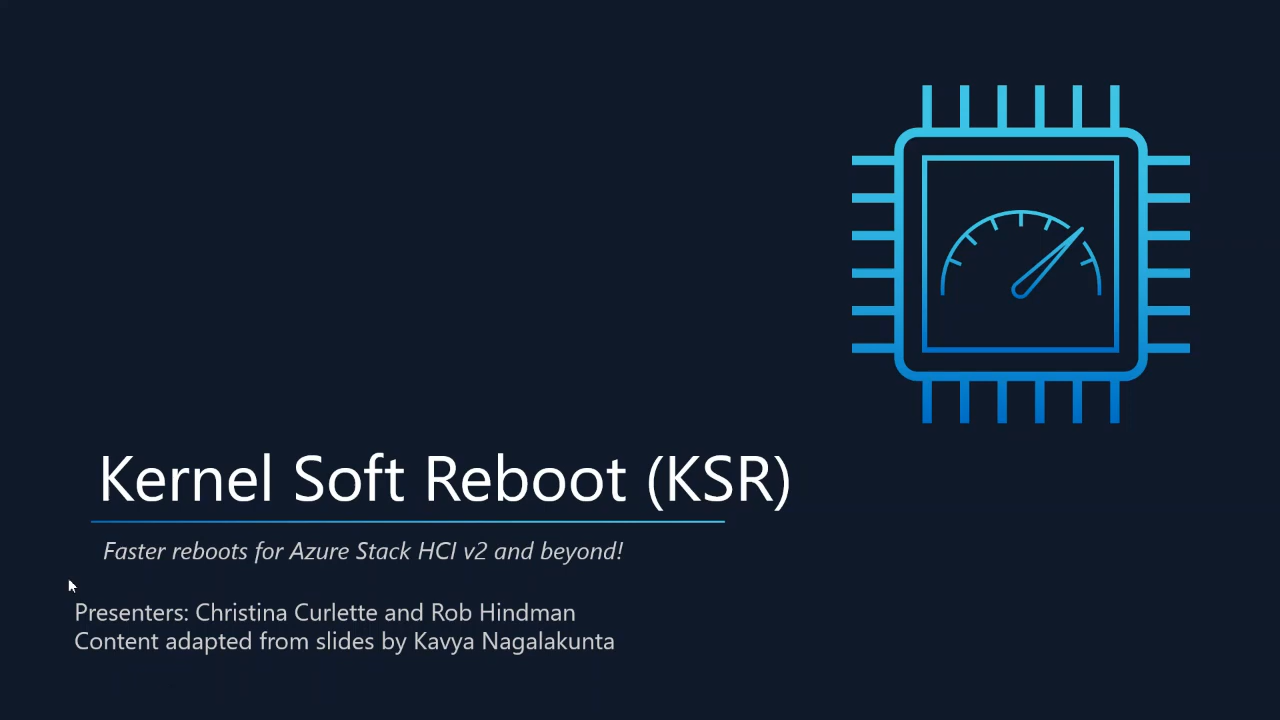 Kernel Soft Reboot (KSR)
Faster reboots for Azure Stack HCI v2 and beyond!
Presenters: Christina Curlette and Rob Hindman
Content adapted from slides by Kavya Nagalakunta